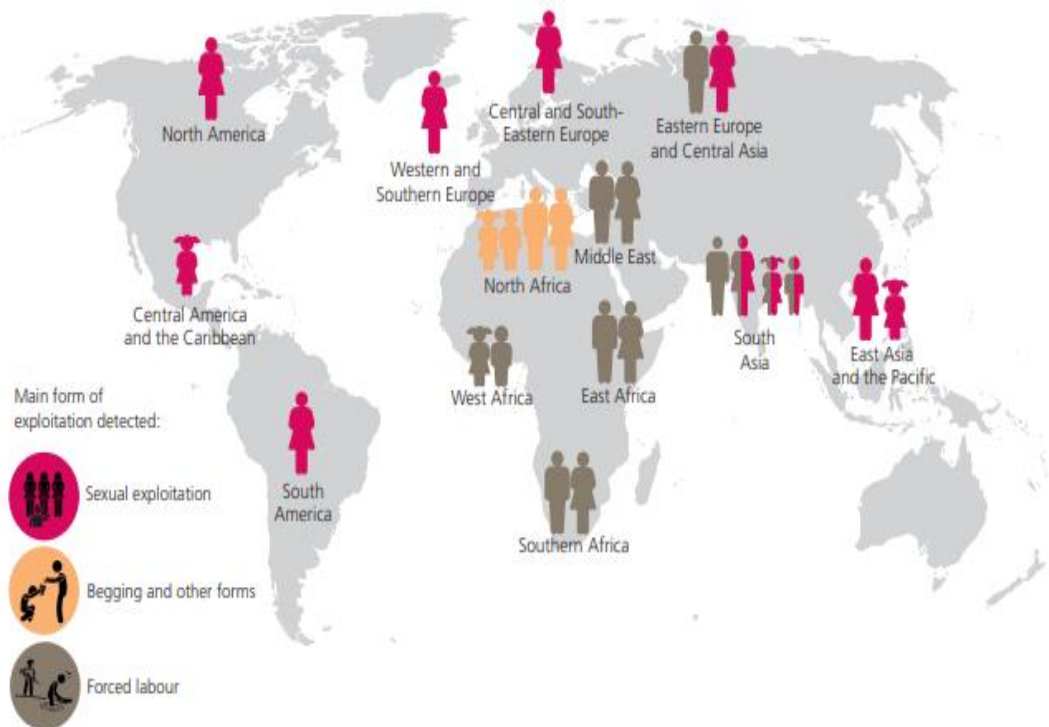 North America
Central and South-
Eastern Europe
Eastern Europe
and Central Asia
Western and
Southern Europe
Middle East
North Africa
Central America
and the Caribbean
South
Asia
East Asia
and the Pacific
West Africa
East Africa
South
America
Southern Africa
Main form of
exploitation detected:
Sexual exploitation
Begging and other forms
Forced labour